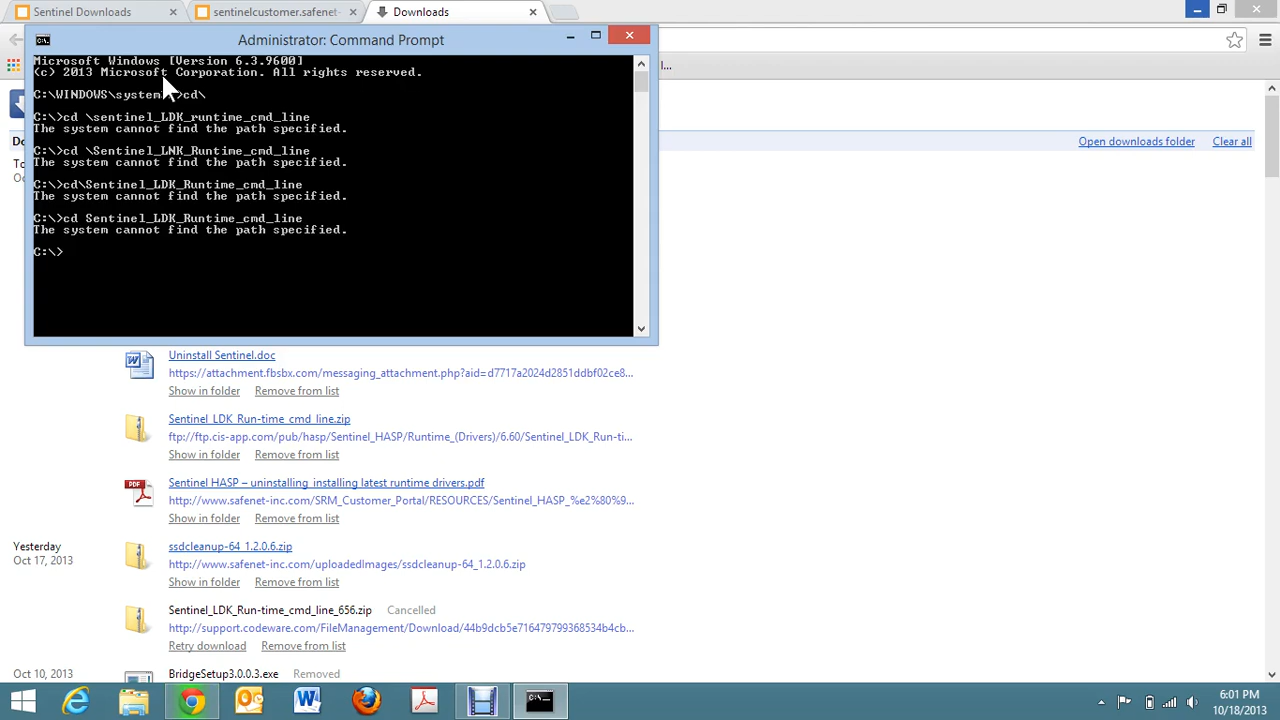 Sentinel Downloads
sentinelcustomer.safenet-
Downloads
Administrator: Command Prompt
Microsoft Windows [Version 6.3.9600]
(c) 2013 Microsoft Corporation. All rights reserved.
C:\WINDOWS\system >cd\
C:\>cd \sentinel_LDK_runtime_cmd_line
The system cannot find the path specified.
C:\>cd \Sentinel_LNK_Runtime_cmd_line
The system cannot find the path specified.
C:\>cd\Sentinel_LDK_Runtime_cmd_line
The system cannot find the path specified.
C:\>cd Sentinel_LDK_Runtime_cmd_line
The system cannot find the path specified.
C:\>
l...
Do
Open downloads folder
Clear all
To
Oc
Uninstall Sentinel.doc
https://attachment.fbsbx.com/messaging_attachment.php?aid=d7717a2024d2851ddbf02ce8...
Show in folder Remove from list
Sentinel_LDK_Run-time_cmd_line.zip
ftp://ftp.cis-app.com/pub/hasp/Sentinel_HASP/Runtime_(Drivers)/6.60/Sentinel_LDK_Run-ti...
Show in folder Remove from list
Sentinel HASP – uninstalling_installing latest runtime drivers.pdf
http://www.safenet-inc.com/SRM_Customer_Portal/RESOURCES/Sentinel_HASP_%e2%80%9...
Show in folder Remove from list
Yesterday
Oct 17, 2013
ssdcleanup-64_1.2.0.6.zip
http://www.safenet-inc.com/uploadedImages/ssdcleanup-64_1.2.0.6.zip
Show in folder Remove from list
Sentinel_LDK_Run-time_cmd_line_656.zip Cancelled
http://support.codeware.com/FileManagement/Download/44b9dcb5e716479799368534b4cb...
Retry download Remove from list
Oct 10, 2013
BridgeSetup3.0.0.3.exe Removed
6:01 PM
10/18/2013